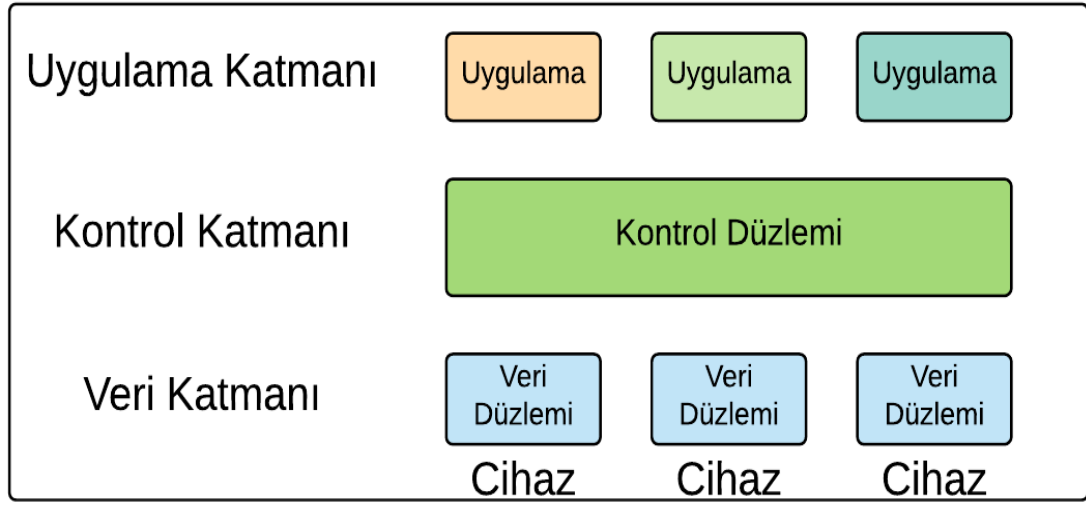 Uygulama Katmanı
Uygulama Uygulama Uygulama
Kontrol Katmanı
Kontrol Düzlemi
Veri Katmanı
Veri Düzlemi
Veri Düzlemi
Veri Düzlemi
Cihaz Cihaz Cihaz